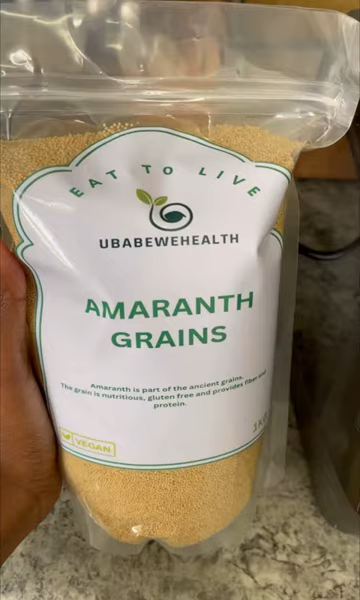 EAT TO LIVE
UBABEWEHEALTH
AMARANTH
GRAINS
Amaranth is part of the ancient grains.
The grain is nutritious, gluten free and provides fiber and
protein.
VEGAN